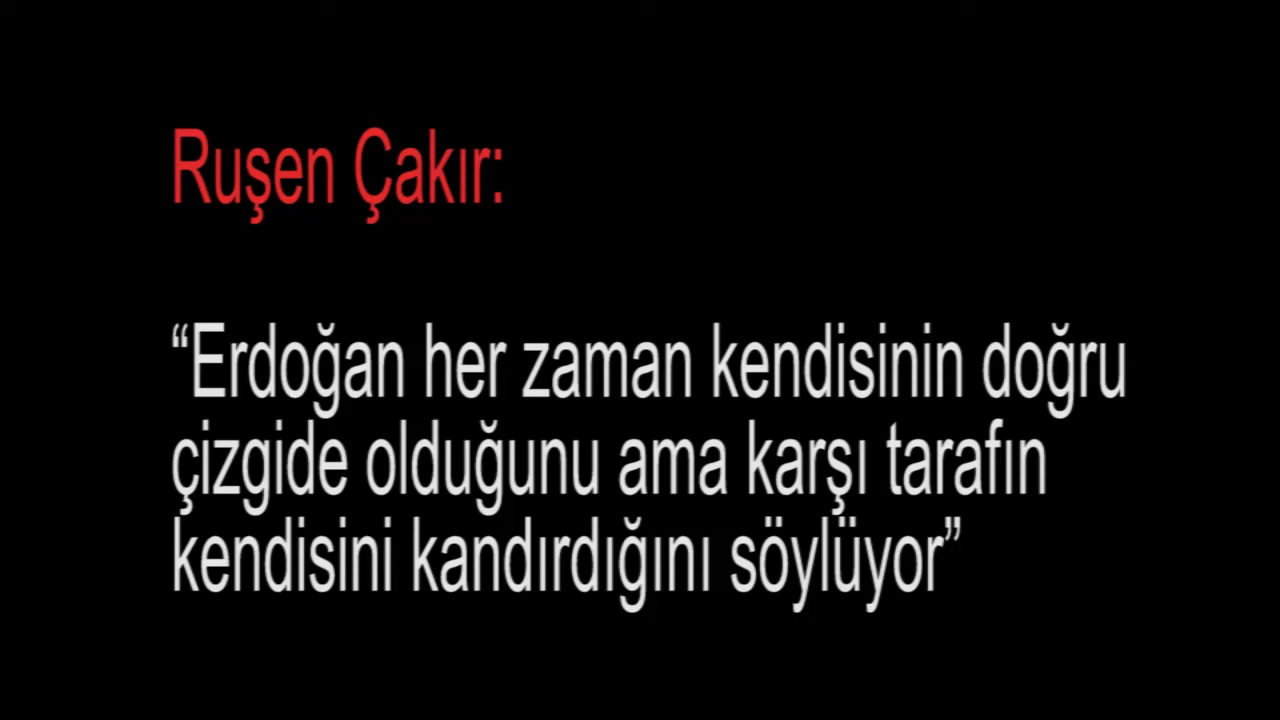 Ruşen Çakır:
“Erdoğan her zaman kendisinin doğru
çizgide olduğunu ama karşı tarafın
kendisini kandırdığını söylüyor”